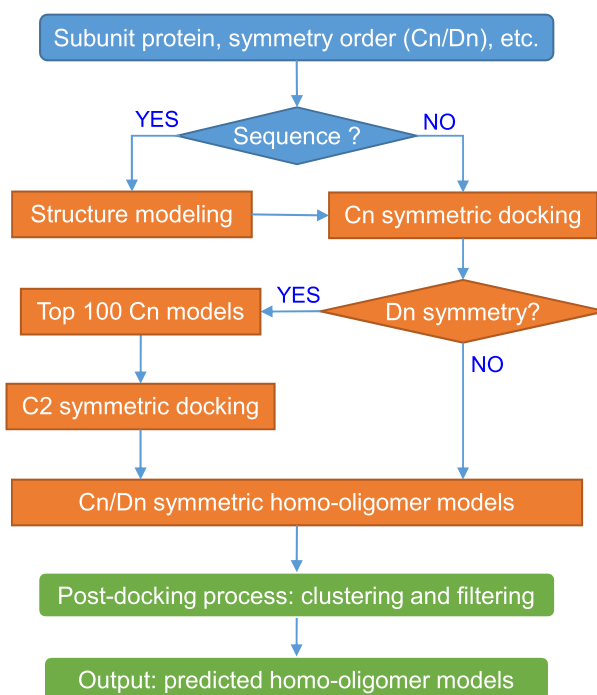 Subunit protein, symmetry order (Cn/Dn), etc.
YES
NO
Sequence ?
Structure modeling
Cn symmetric docking
YES
Top 100 Cn models
Dn symmetry?
NO
C2 symmetric docking
Cn/Dn symmetric homo-oligomer models
Post-docking process: clustering and filtering
Output: predicted homo-oligomer models